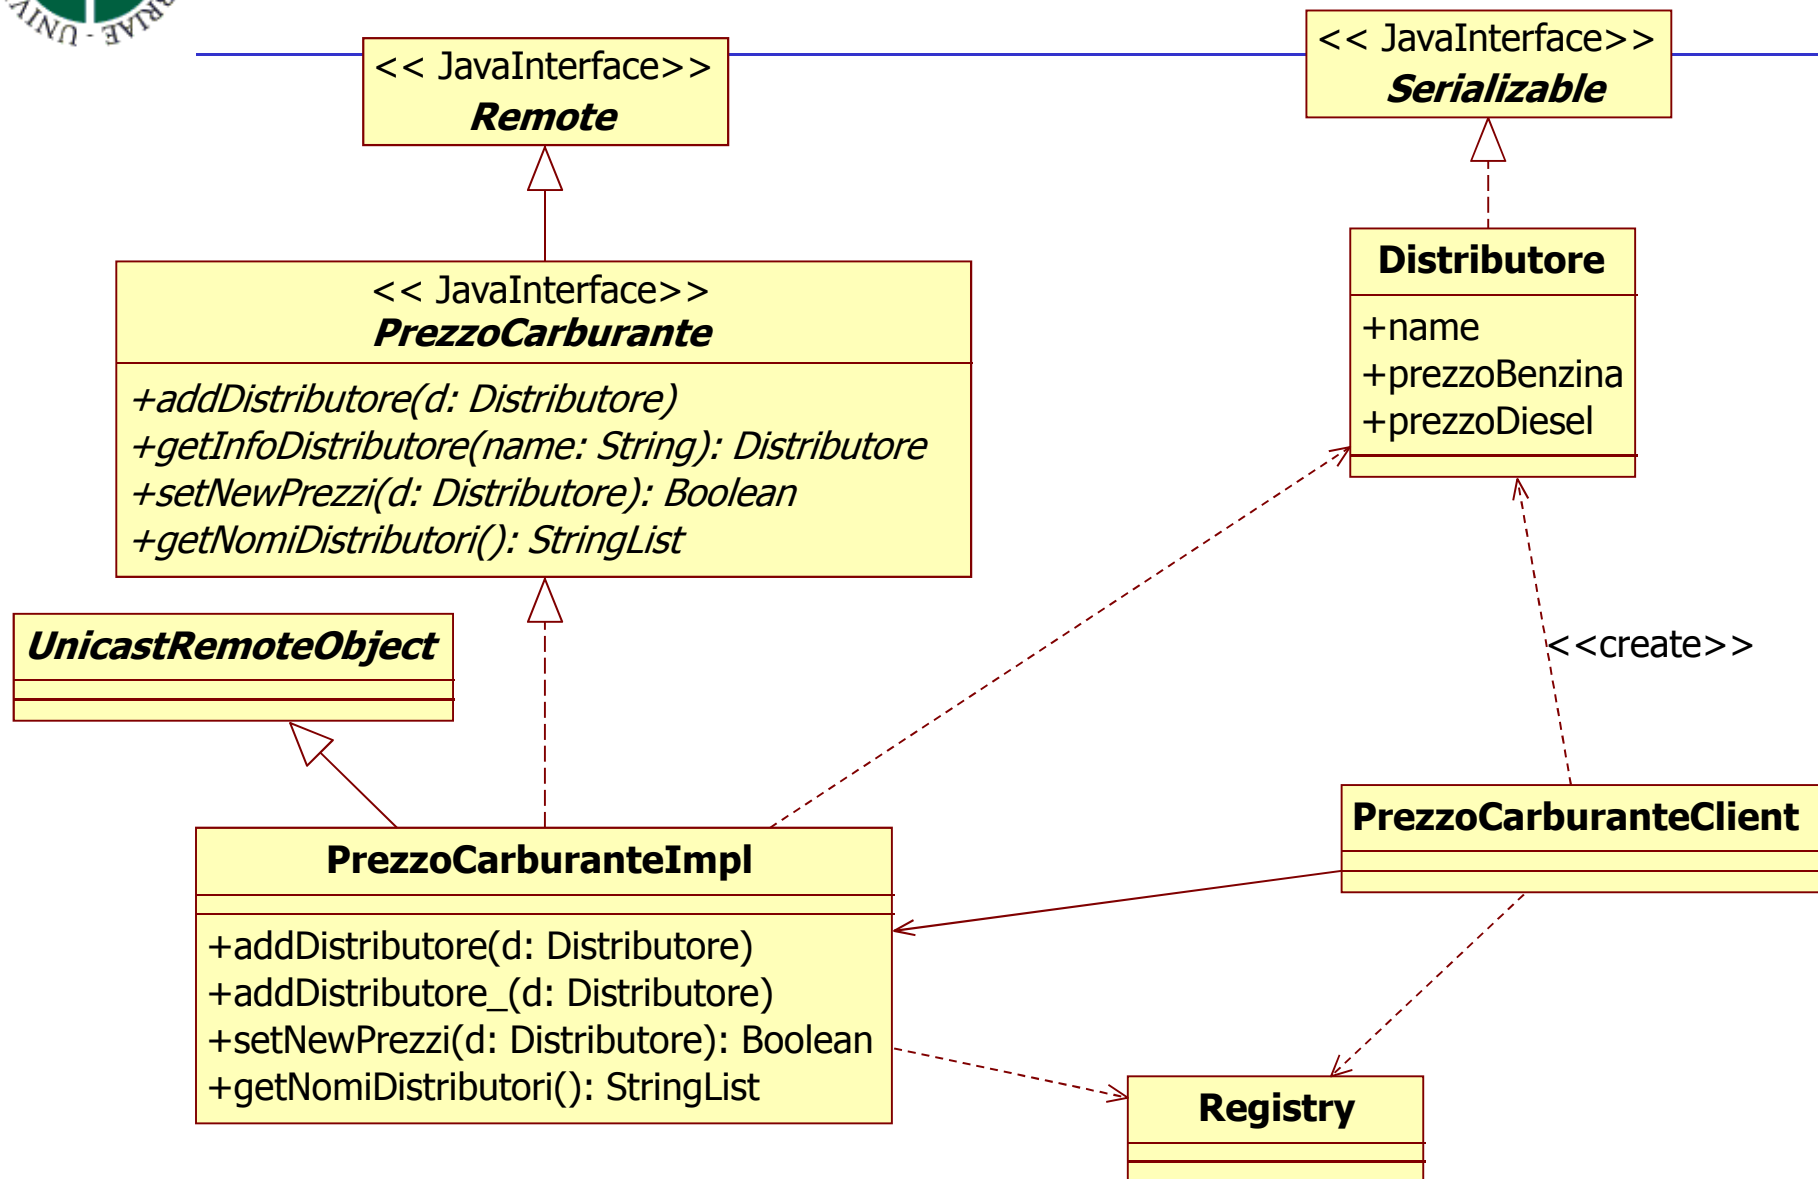 << JavaInterface>>
Remote
<< JavaInterface>>
Serializable
<< JavaInterface>>
PrezzoCarburante
+addDistributore(d: Distributore)
+getInfoDistributore(name: String): Distributore
+setNewPrezzi(d: Distributore): Boolean
+getNomiDistributori(): StringList
Distributore
+name
+prezzoBenzina
+prezzoDiesel
UnicastRemoteObject
<<create>>
PrezzoCarburanteImpl
+addDistributore(d: Distributore)
+addDistributore_(d: Distributore)
+setNewPrezzi(d: Distributore): Boolean
+getNomiDistributori(): StringList
PrezzoCarburanteClient
Registry